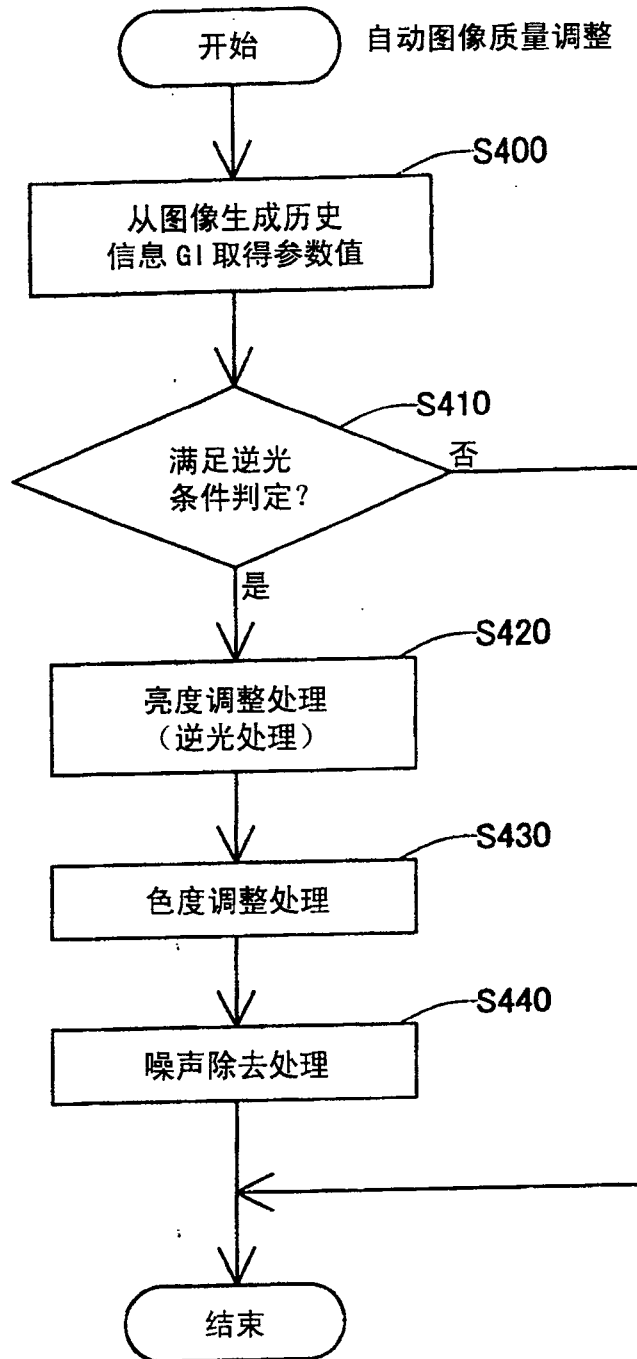 开始
自动图像质量调整
S400
从图像生成历史
信息 GI 取得参数值
S410
满足逆光
条件判定？
否
是
S420
亮度调整处理
（逆光处理）
S430
色度调整处理
S440
噪声除去处理
结束